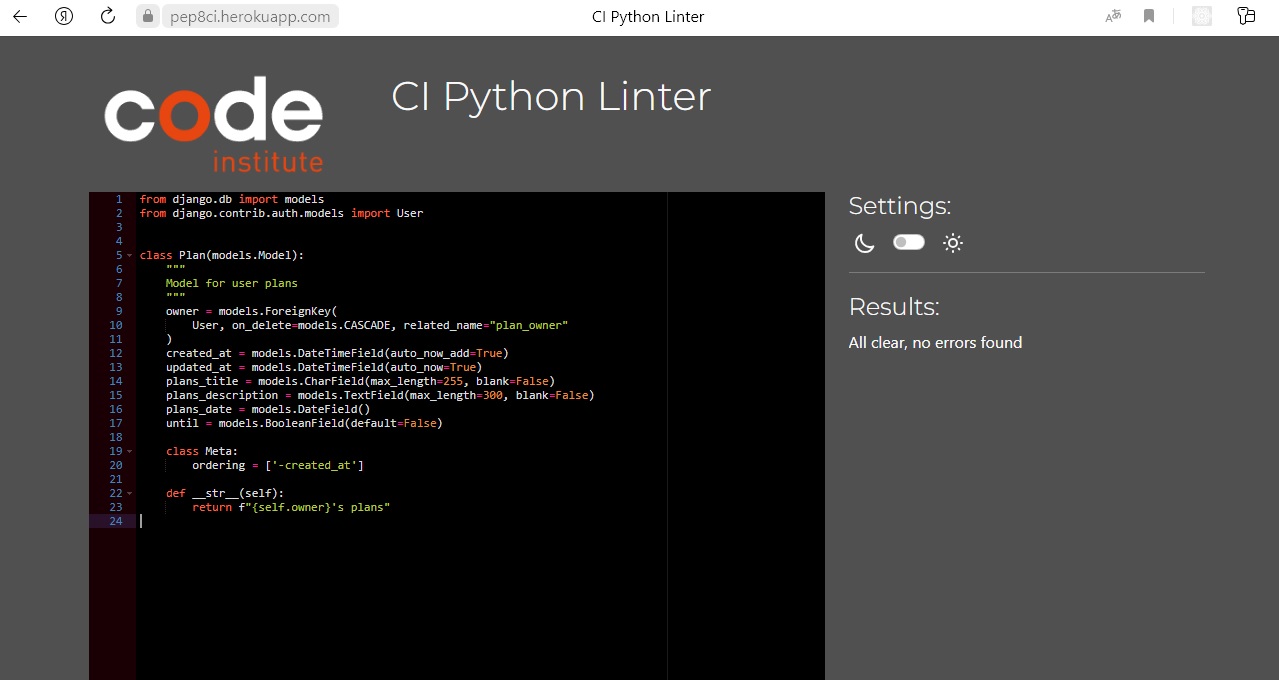 pep8ci.herokuapp.com
CI Python Linter
code
institute
CI Python Linter
1 from django.db import models
2 from django.contrib.auth.models import User
3
4
5 class Plan(models.Model):
6     """
7     Model for user plans
8     """
9     owner = models.ForeignKey(
10         User, on_delete=models.CASCADE, related_name="plan_owner"
11     )
12     created_at = models.DateTimeField(auto_now_add=True)
13     updated_at = models.DateTimeField(auto_now=True)
14     plans_title = models.CharField(max_length=255, blank=False)
15     plans_description = models.TextField(max_length=300, blank=False)
16     plans_date = models.DateField()
17     until = models.BooleanField(default=False)
18
19     class Meta:
20         ordering = ['-created_at']
21
22     def __str__(self):
23         return f"{self.owner}'s plans"
24
Settings:
Results:
All clear, no errors found